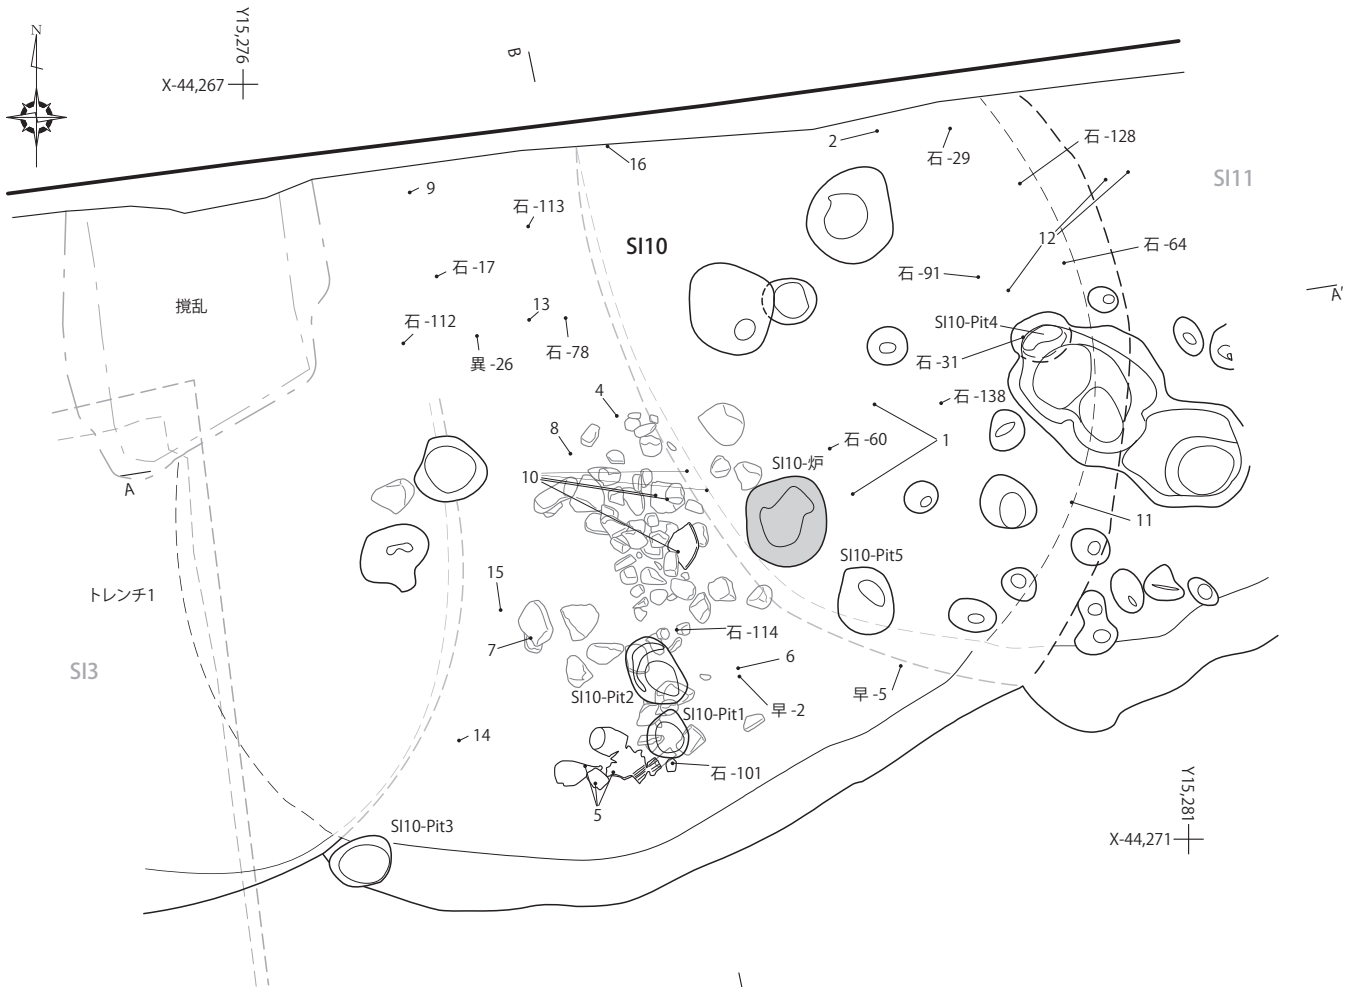 N
Y15,276
X-44,267
B
2
石 -29
石 -128
16
SI11
9
石 -113
12
SI10
石 -64
石 -17
石 -91
A'
撹乱
13
石 -112
SI10-Pit4
石 -78
異 -26
石 -31
4
石 -138
8
石 -60
1
SI10-炉
10
A
11
SI10-Pit5
15
トレンチ1
石 -114
7
6
SI3
SI10-Pit2
早 -5
早 -2
SI10-Pit1
14
石 -101
Y15,281
5
SI10-Pit3
X-44,271